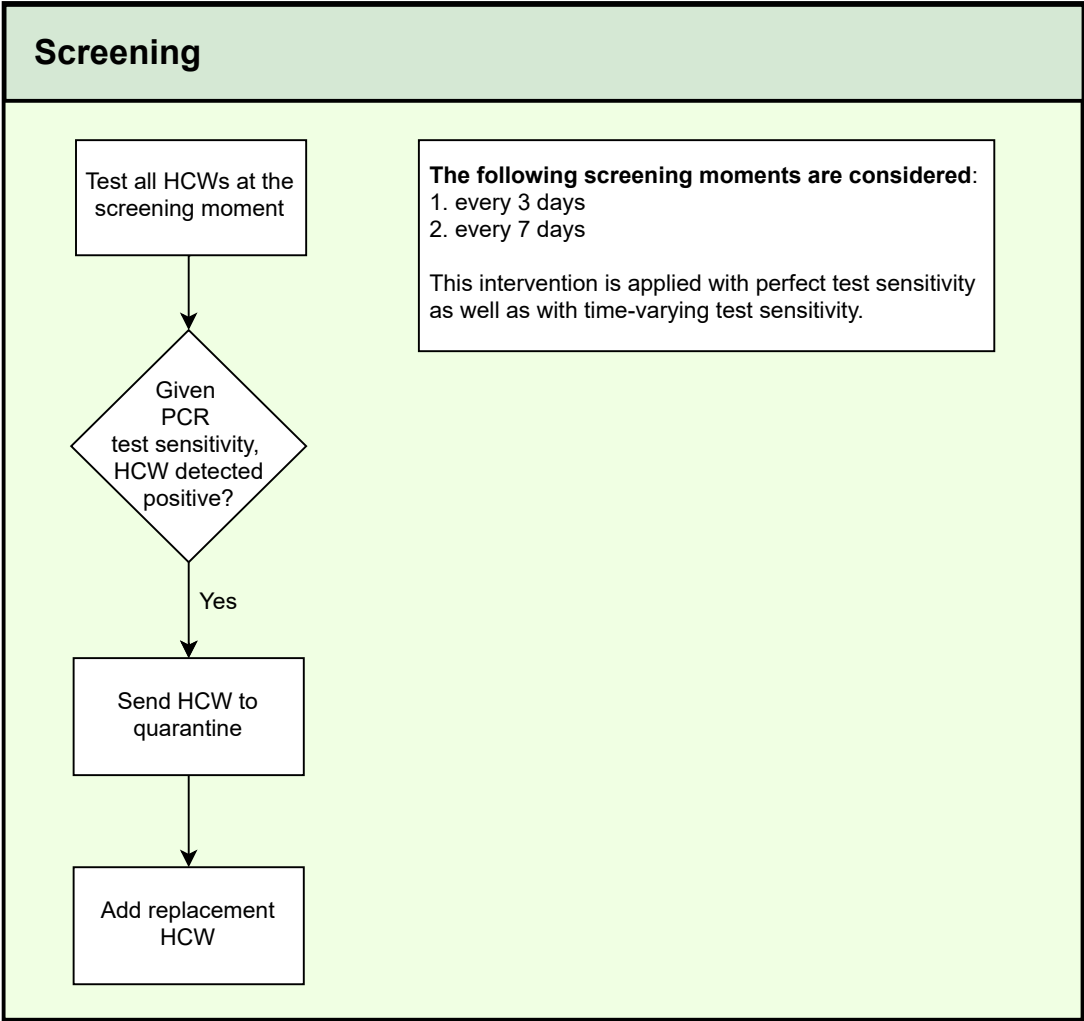 Screening
Test all HCWs at the
screening moment
The following screening moments are considered:
1. every 3 days
2. every 7 days
This intervention is applied with perfect test sensitivity
as well as with time-varying test sensitivity.
Given
PCR
test sensitivity,
HCW detected
positive?
Yes
Send HCW to
quarantine
Add replacement
HCW